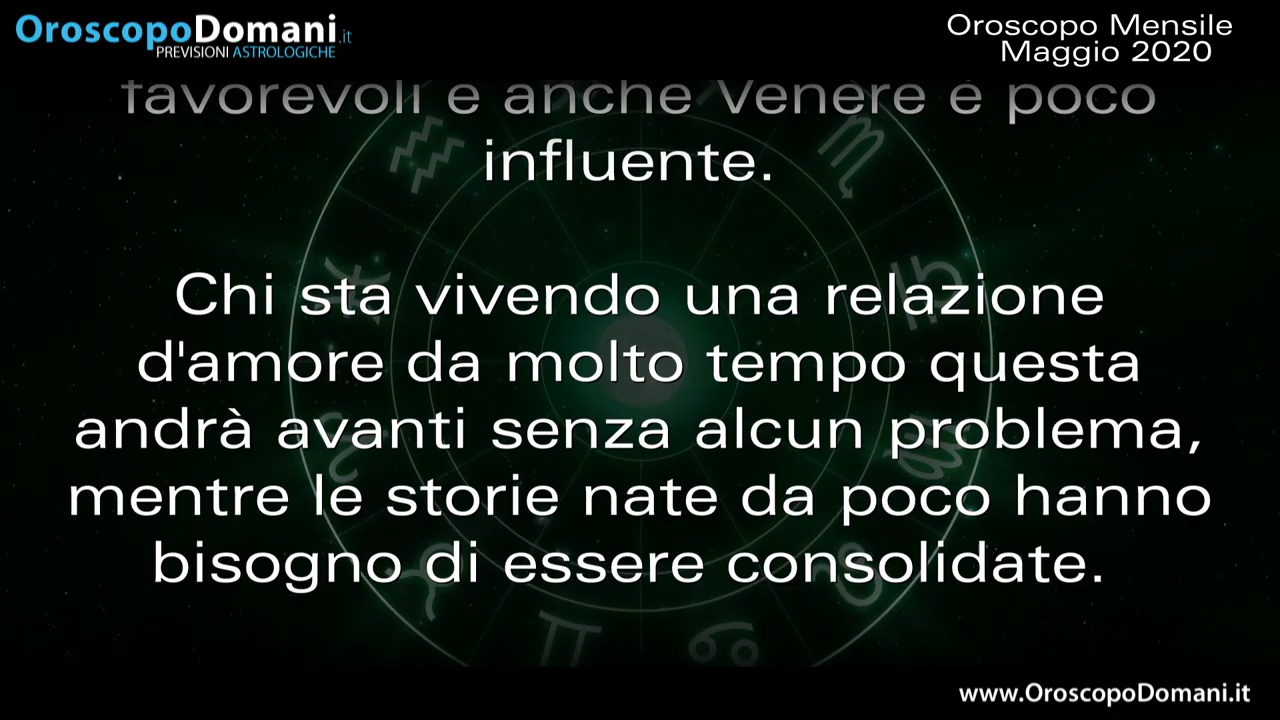 OroscopoDomani.it
PREVISIONI ASTROLOGICHE
Oroscopo Mensile
Maggio 2020
favorevoli e anche Venere è poco
influente.
Chi sta vivendo una relazione
d'amore da molto tempo questa
andrà avanti senza alcun problema,
mentre le storie nate da poco hanno
bisogno di essere consolidate.
www.OroscopoDomani.it